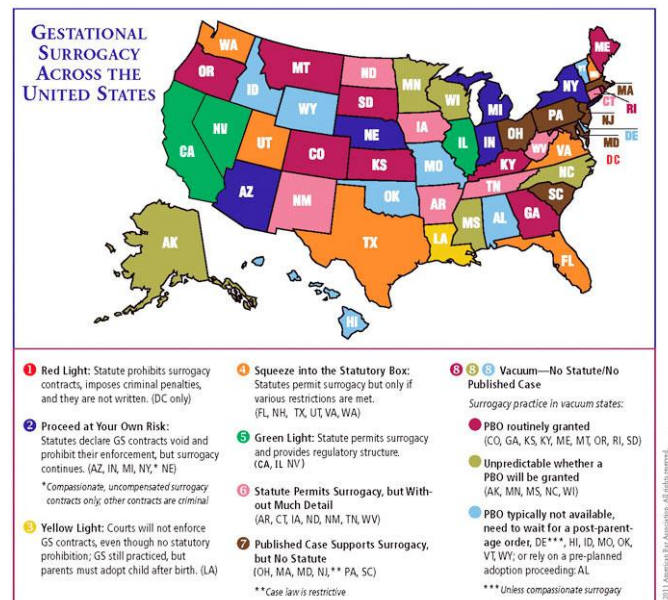 GESTATIONAL
SURROGACY
ACROSS THE
UNITED STATES
WA
OR
MT
ID
WY
ND
SD
MN
WI
MI
NY
ME
NV
CA
UT
CO
NE
KS
IA
IL
IN
OH
PA
MA
CT
RI
NJ
DE
MD
DC
WV
VA
KY
MO
AZ
NM
OK
AR
TN
NC
SC
TX
LA
MS
AL
GA
FL
AK
HI
1 Red Light: Statute prohibits surrogacy
contracts, imposes criminal penalties,
and they are not written. (DC only)
2 Proceed at Your Own Risk:
Statutes declare GS contracts void and
prohibit their enforcement, but surrogacy
continues. (AZ, IN, MI, NY,* NE)
*Compassionate, uncompensated surrogacy
contracts only; other contracts are criminal
3 Yellow Light: Courts will not enforce
GS contracts, even though no statutory
prohibition; GS still practiced, but
parents must adopt child after birth. (LA)
4 Squeeze into the Statutory Box:
Statutes permit surrogacy but only if
various restrictions are met.
(FL, NH, TX, UT, VA, WA)
5 Green Light: Statute permits surrogacy
and provides regulatory structure.
(CA, IL NV)
6 Statute Permits Surrogacy, but With-
out Much Detail
(AR, CT, IA, ND, NM, TN, WV)
7 Published Case Supports Surrogacy,
but No Statute
(OH, MA, MD, NJ,** PA, SC)
**Case law is restrictive
8 8 8 Vacuum—No Statute/No
Published Case
Surrogacy practice in vacuum states:
PBO routinely granted
(CO, GA, KS, KY, ME, MT, OR, RI, SD)
Unpredictable whether a
PBO will be granted
(AK, MN, MS, NC, WI)
PBO typically not available,
need to wait for a post-parent-
age order, DE***, HI, ID, MO, OK,
VT, WY; or rely on a pre-planned
adoption proceeding: AL
***Unless compassionate surrogacy
2011 American Bar Association. All rights reserved.